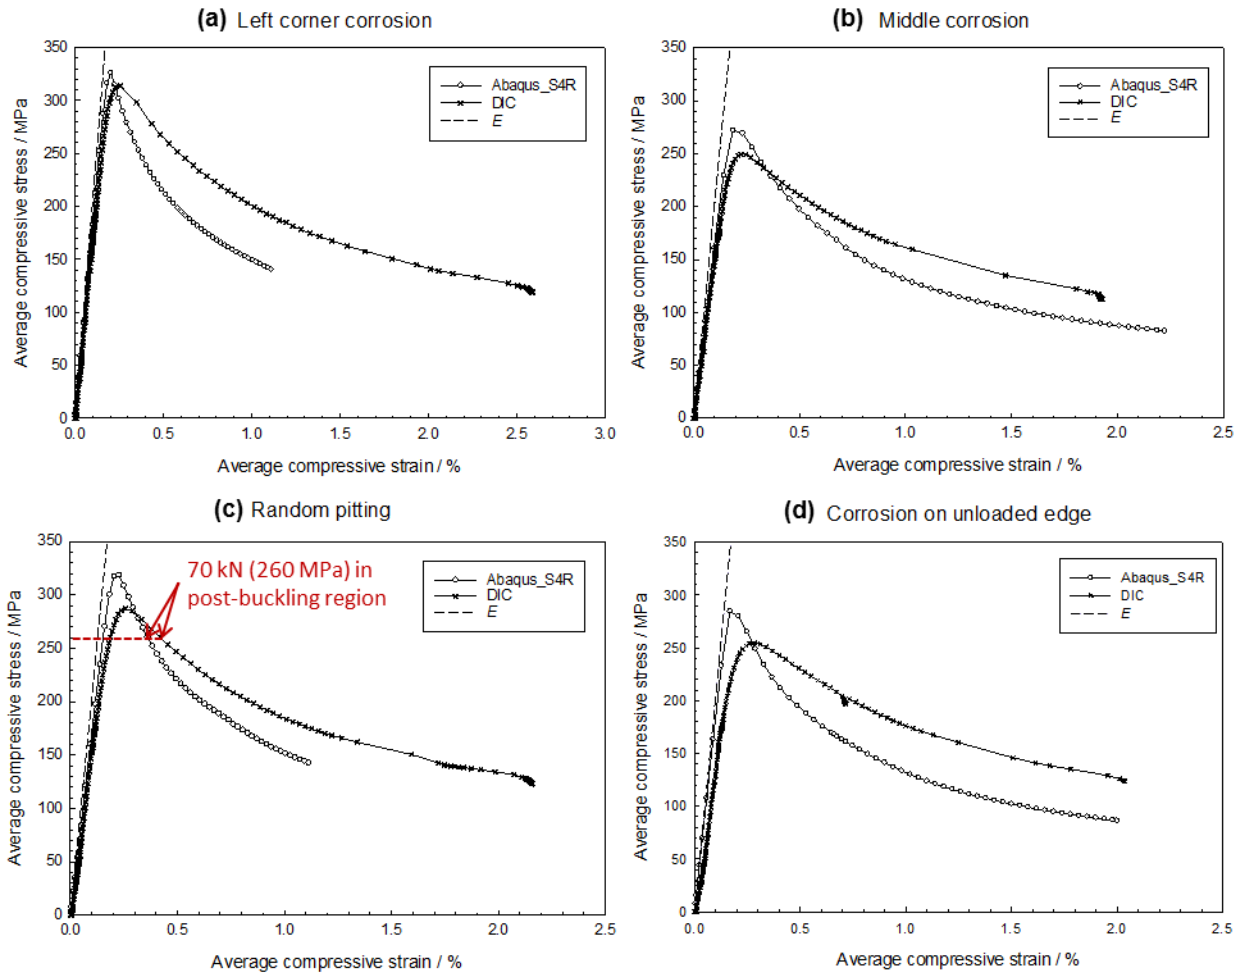 (a) Left corner corrosion
350
300
250
200
150
100
50
0
0.0 0.5 1.0 1.5 2.0 2.5 3.0
Average compressive stress / MPa
Average compressive strain / %
Abaqus_S4R
DIC
E
(b) Middle corrosion
350
300
250
200
150
100
50
0
0.0 0.5 1.0 1.5 2.0 2.5
Average compressive stress / MPa
Average compressive strain / %
Abaqus_S4R
DIC
E
(c) Random pitting
350
300
250
200
150
100
50
0
0.0 0.5 1.0 1.5 2.0 2.5
Average compressive stress / MPa
Average compressive strain / %
70 kN (260 MPa) in
post-buckling region
Abaqus_S4R
DIC
E
(d) Corrosion on unloaded edge
350
300
250
200
150
100
50
0
0.0 0.5 1.0 1.5 2.0 2.5
Average compressive stress / MPa
Average compressive strain / %
Abaqus_S4R
DIC
E